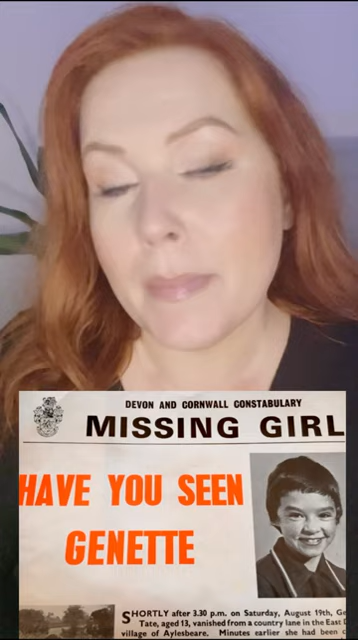 DEVON AND CORNWALL CONSTABULARY
MISSING GIRL
HAVE YOU SEEN
GENETTE
SHORTLY after 3.30 p.m. on Saturday, August 19th, Ge
Tate, aged 13, vanished from a country lane in the East D
village of Aylesbeare. Minutes earlier she had been